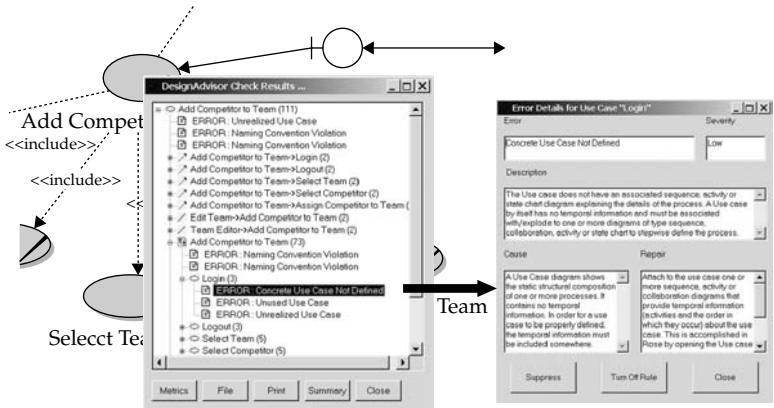 DesignAdvisor Check Results ...
Add Competitor to Team (111)
ERROR : Unrealized Use Case
ERROR : Naming Convention Violation
ERROR : Naming Convention Violation
Add Competitor to Team->Login (2)
Add Competitor to Team->Logout (2)
Add Competitor to Team->Select Team (2)
Add Competitor to Team->Select Competitor (2)
Add Competitor to Team->Assign Competitor to Team (
Edit Team->Add Competitor to Team (2)
Team Editor->Add Competitor to Team (2)
Add Competitor to Team (73)
ERROR : Naming Convention Violation
ERROR : Naming Convention Violation
Login (3)
ERROR : Concrete Use Case Not Defined
ERROR : Unused Use Case
ERROR : Unrealized Use Case
Logout (3)
Select Team (5)
Select Competitor (5)
Metrics
File
Print
Summary
Close
Add Compet
<<include>>
<<include>>
<<
Selecct Tea
Team
Error Details for Use Case "Login"
Error
Severity
Concrete Use Case Not Defined
Low
Description
The Use case does not have an associated sequence, activity or
state chart diagram explaining the details of the process. A Use case
by itself has no temporal information and must be associated
with/explode to one or more diagrams of type sequence,
collaboration, activity or state chart to stepwise define the process.
Cause
A Use Case diagram shows
the static structural composition
of one or more processes. It
contains no temporal
information. In order for a use
case to be properly defined,
the temporal information must
be included somewhere.
Repair
Attach to the use case one or
more sequence, activity or
collaboration diagrams that
provide temporal information
(activities and the order in
which they occur) about the use
case. This is accomplished in
Rose by opening the Use case
Suppress
Turn Off Rule
Close